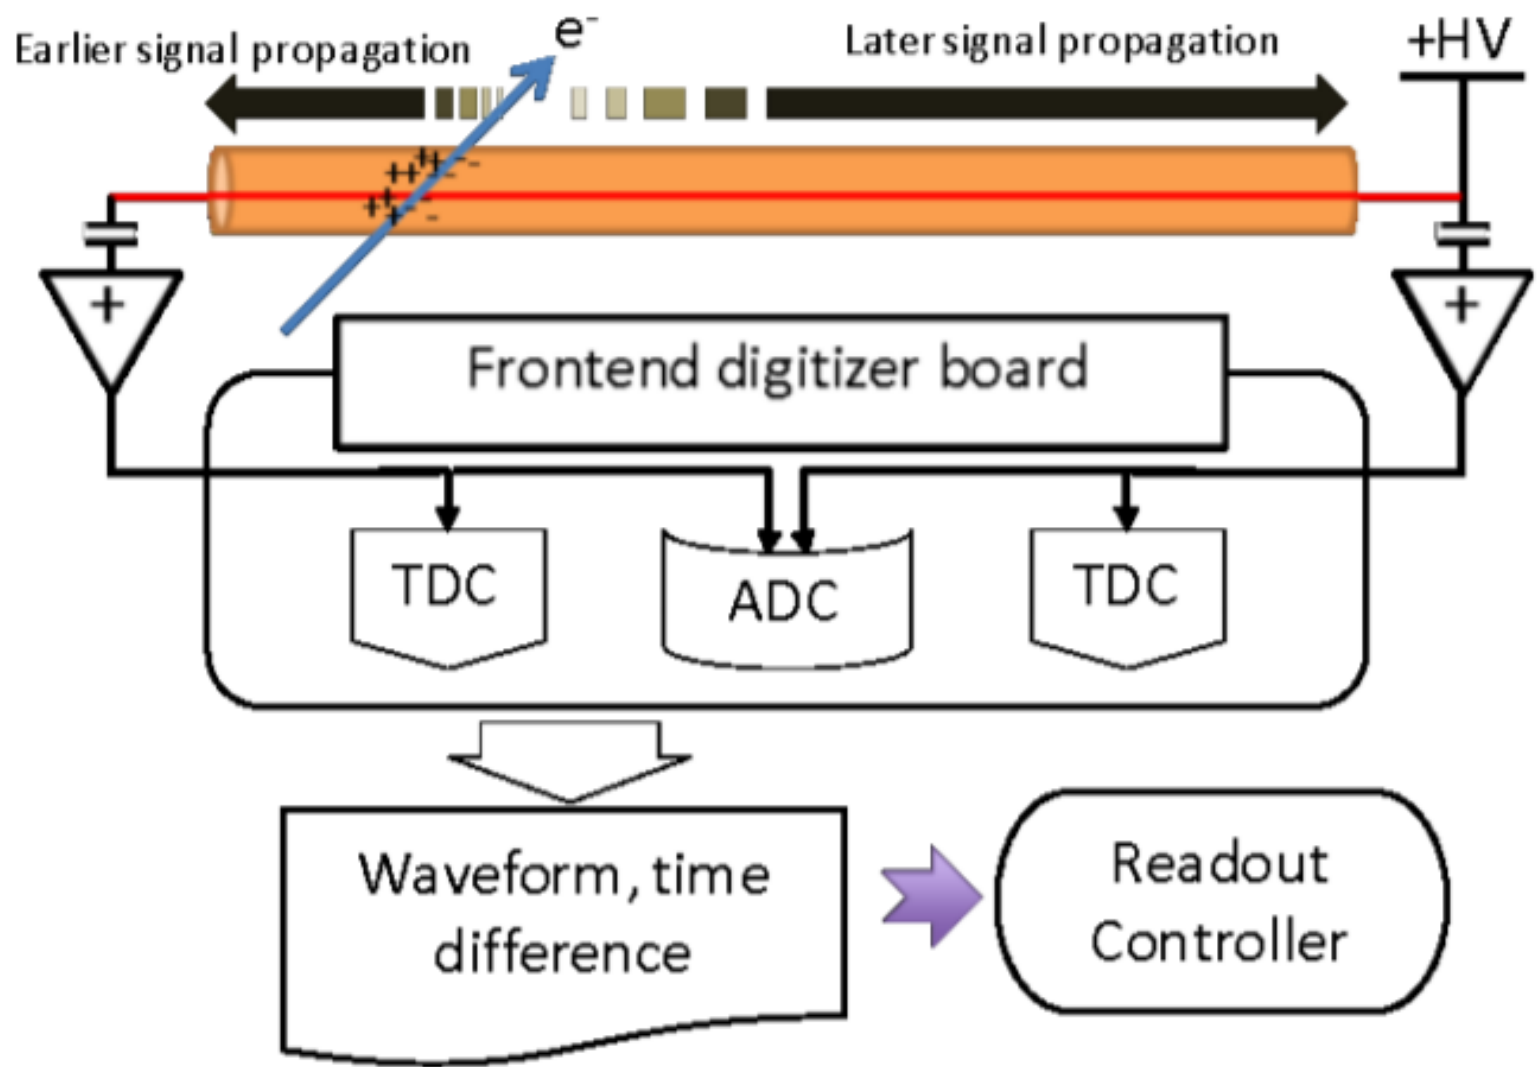 Earlier signal propagation
e⁻
Later signal propagation
+HV
+
+
Frontend digitizer board
TDC
ADC
TDC
Waveform, time
difference
Readout
Controller